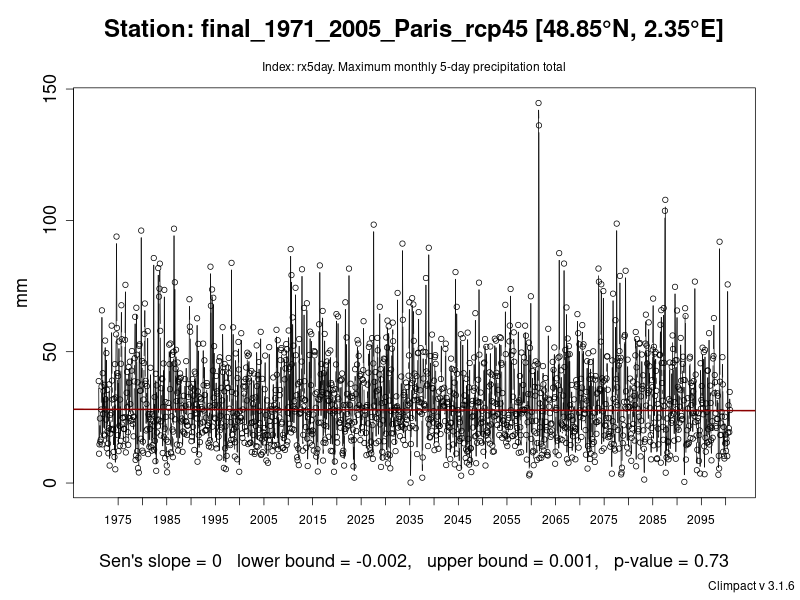 Station: final_1971_2005_Paris_rcp45 [48.85°N, 2.35°E]
Index: rx5day. Maximum monthly 5-day precipitation total
150
100
50
0
mm
1975 1985 1995 2005 2015 2025 2035 2045 2055 2065 2075 2085 2095
Sen's slope = 0 lower bound = -0.002, upper bound = 0.001, p-value = 0.73
Climpact v 3.1.6